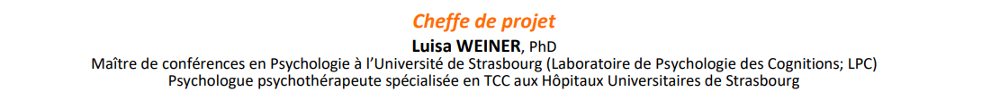 Cheffe de projet
Luisa WEINER, PhD
Maître de conférences en Psychologie à l’Université de Strasbourg (Laboratoire de Psychologie des Cognitions; LPC)
Psychologue psychothérapeute spécialisée en TCC aux Hôpitaux Universitaires de Strasbourg